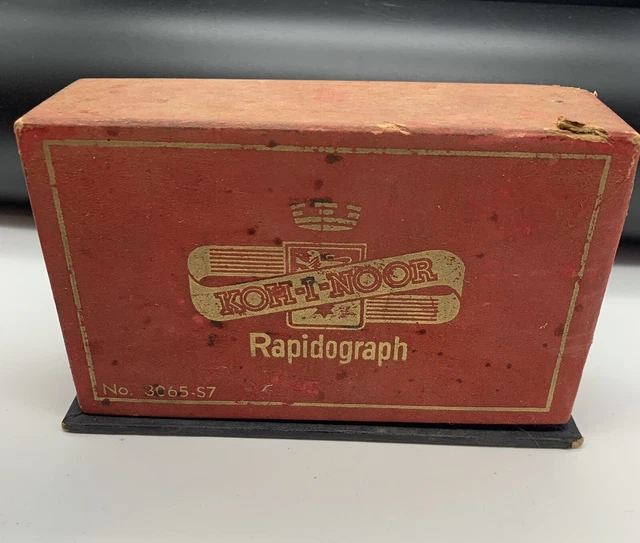 KOH-I-NOOR
Rapidograph
No. 3065-S7